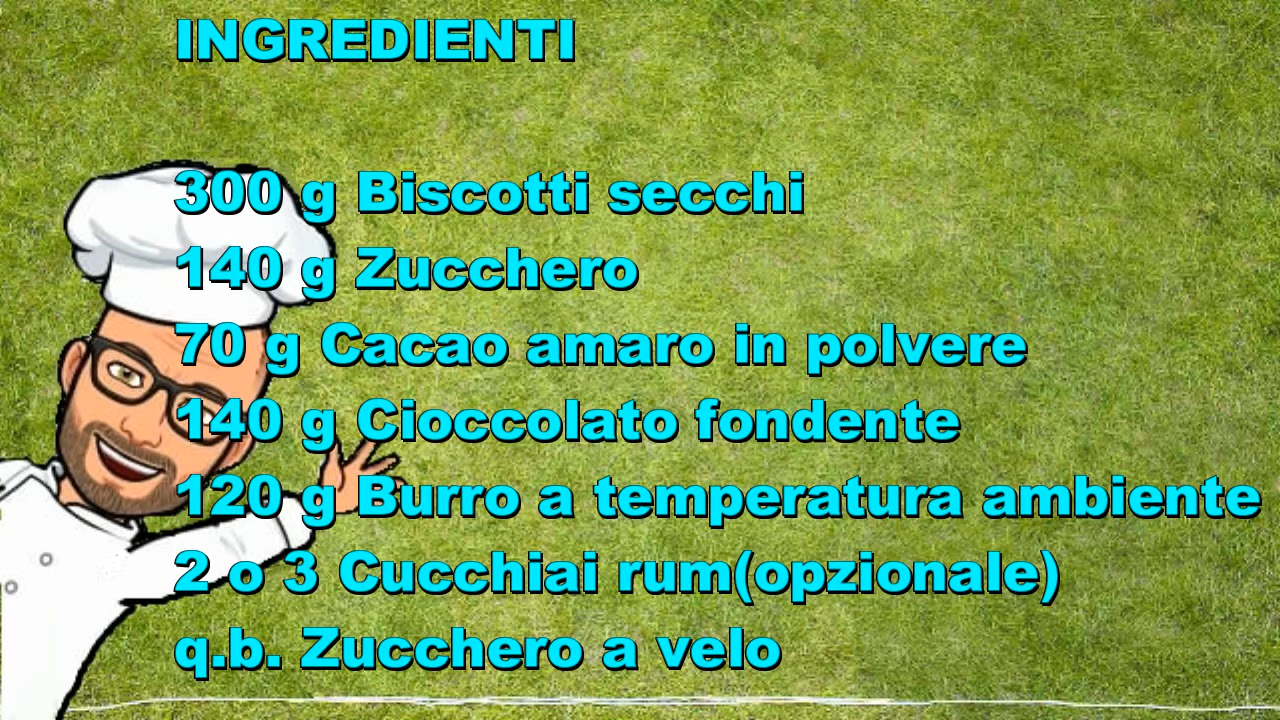 INGREDIENTI
300 g Biscotti secchi
140 g Zucchero
70 g Cacao amaro in polvere
140 g Cioccolato fondente
120 g Burro a temperatura ambiente
2 o 3 Cucchiai rum(opzionale)
q.b. Zucchero a velo